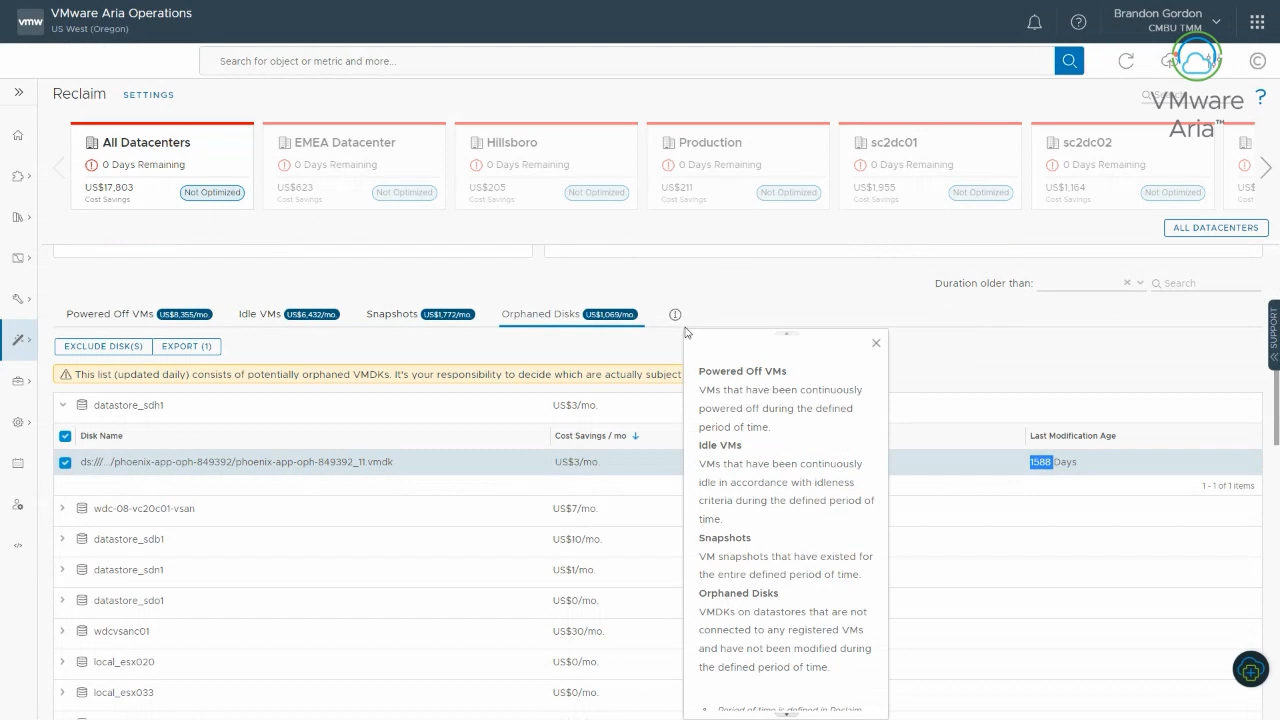 vmw
VMware Aria Operations
US West (Oregon)
Brandon Gordon
CMBU TMM
Search for object or metric and more...
VMware
Aria™
Reclaim
SETTINGS
Search
?
All Datacenters
0 Days Remaining
US$17,803
Cost Savings
Not Optimized
EMEA Datacenter
0 Days Remaining
US$623
Cost Savings
Not Optimized
Hillsboro
0 Days Remaining
US$205
Cost Savings
Not Optimized
Production
0 Days Remaining
US$211
Cost Savings
Not Optimized
sc2dc01
0 Days Remaining
US$1,955
Cost Savings
Not Optimized
sc2dc02
0 Days Remaining
US$1,164
Cost Savings
Not Optimized
ALL DATACENTERS
Duration older than:
Search
Powered Off VMs US$8,355/mo.
Idle VMs US$6,432/mo.
Snapshots US$1,772/mo.
Orphaned Disks US$1,069/mo.
EXCLUDE DISK(S)
EXPORT (1)
This list (updated daily) consists of potentially orphaned VMDKs. It's your responsibility to decide which are actually subject
datastore_sdh1 US$3/mo.
Disk Name Cost Savings / mo Last Modification Age
ds:///.../phoenix-app-oph-849392/phoenix-app-oph-849392_11.vmdk US$3/mo. 1588 Days
1 - 1 of 1 items
wdc-08-vc20c01-vsan US$7/mo.
datastore_sdb1 US$10/mo.
datastore_sdn1 US$1/mo.
datastore_sdo1 US$0/mo.
wdcvsanc01 US$30/mo.
local_esx020 US$0/mo.
local_esx033 US$0/mo.
Powered Off VMs
VMs that have been continuously
powered off during the defined
period of time.
Idle VMs
VMs that have been continuously
idle in accordance with idleness
criteria during the defined period of
time.
Snapshots
VM snapshots that have existed for
the entire defined period of time.
Orphaned Disks
VMDKs on datastores that are not
connected to any registered VMs
and have not been modified during
the defined period of time.
* Period of time is defined in Reclaim
SUPPORT